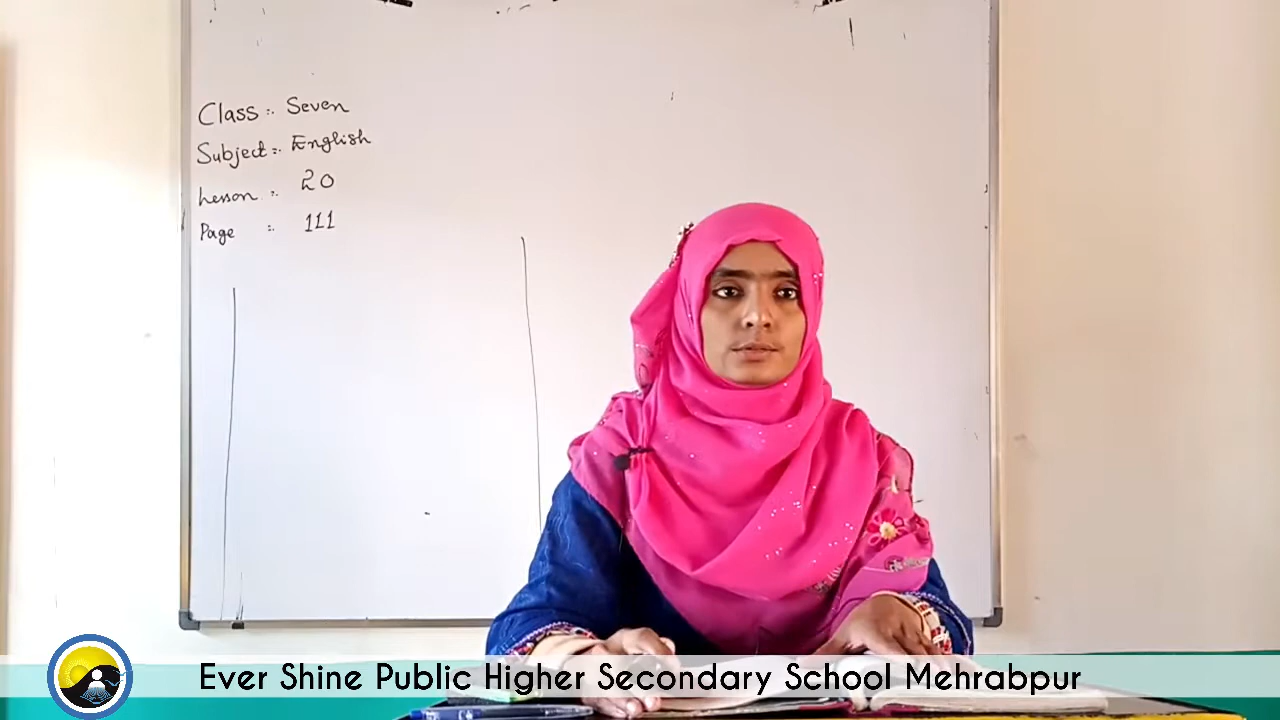 Class :- Seven
Subject :- English
Lesson :- 20
Page :- 111
Ever Shine Public Higher Secondary School Mehrabpur